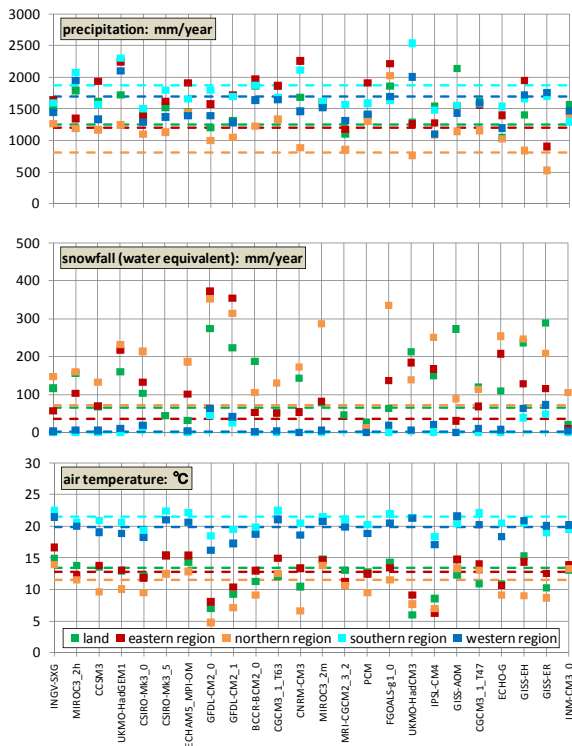 precipitation: mm/year
3000
2500
2000
1500
1000
500
0
snowfall (water equivalent): mm/year
500
400
300
200
100
0
air temperature: ℃
30
25
20
15
10
5
0
land eastern region northern region southern region western region
INGV-SXG
MIROC3_2h
CCSM3
UKMO-HadGEM1
CSIRO-Mk3_0
CSIRO-Mk3_5
ECHAM5_MPI-OM
GFDL-CM2_0
GFDL-CM2_1
BCCR-BCM2_0
CGCM3_1_T63
CNRM-CM3
MIROC3_2m
MRI-CGCM2_3_2
PCM
FGOALS-g1_0
UKMO-HadCM3
IPSL-CM4
GISS-AOM
CGCM3_1_T47
ECHO-G
GISS-EH
GISS-ER
INM-CM3_0